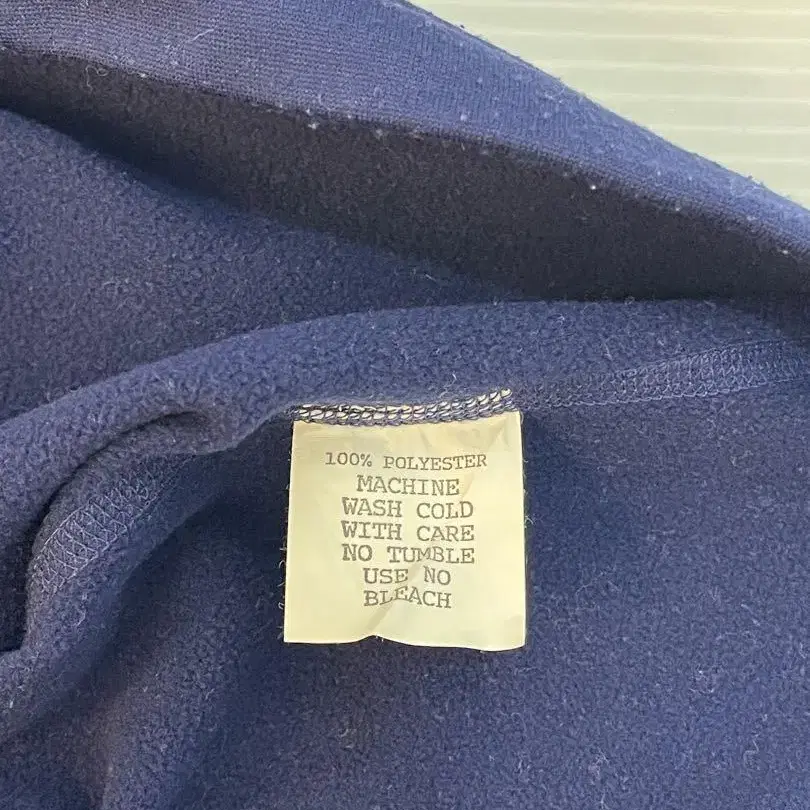 100% POLYESTER
MACHINE
WASH COLD
WITH CARE
NO TUMBLE
USE NO
BLEACH